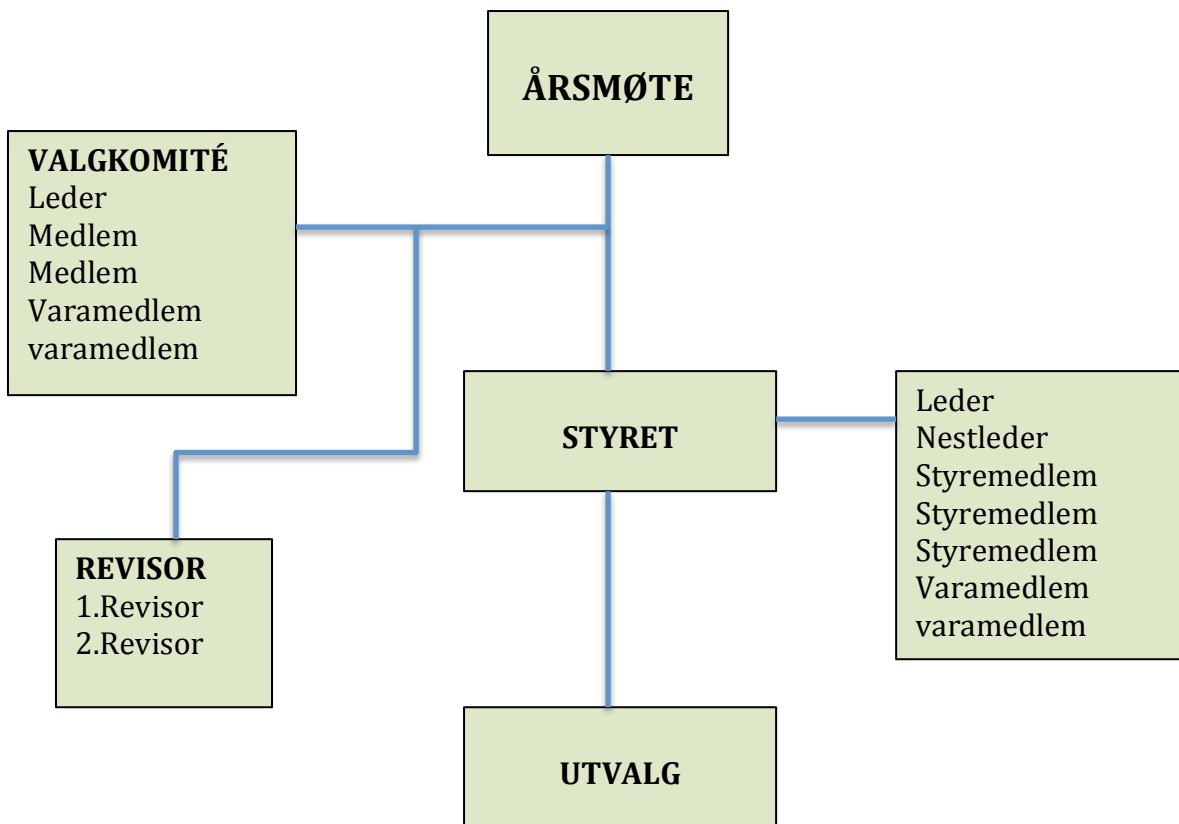 ÅRSMØTE
VALGKOMITÉ
Leder
Medlem
Medlem
Varamedlem
varamedlem
STYRET
Leder
Nestleder
Styremedlem
Styremedlem
Styremedlem
Varamedlem
varamedlem
REVISOR
1.Revisor
2.Revisor
UTVALG